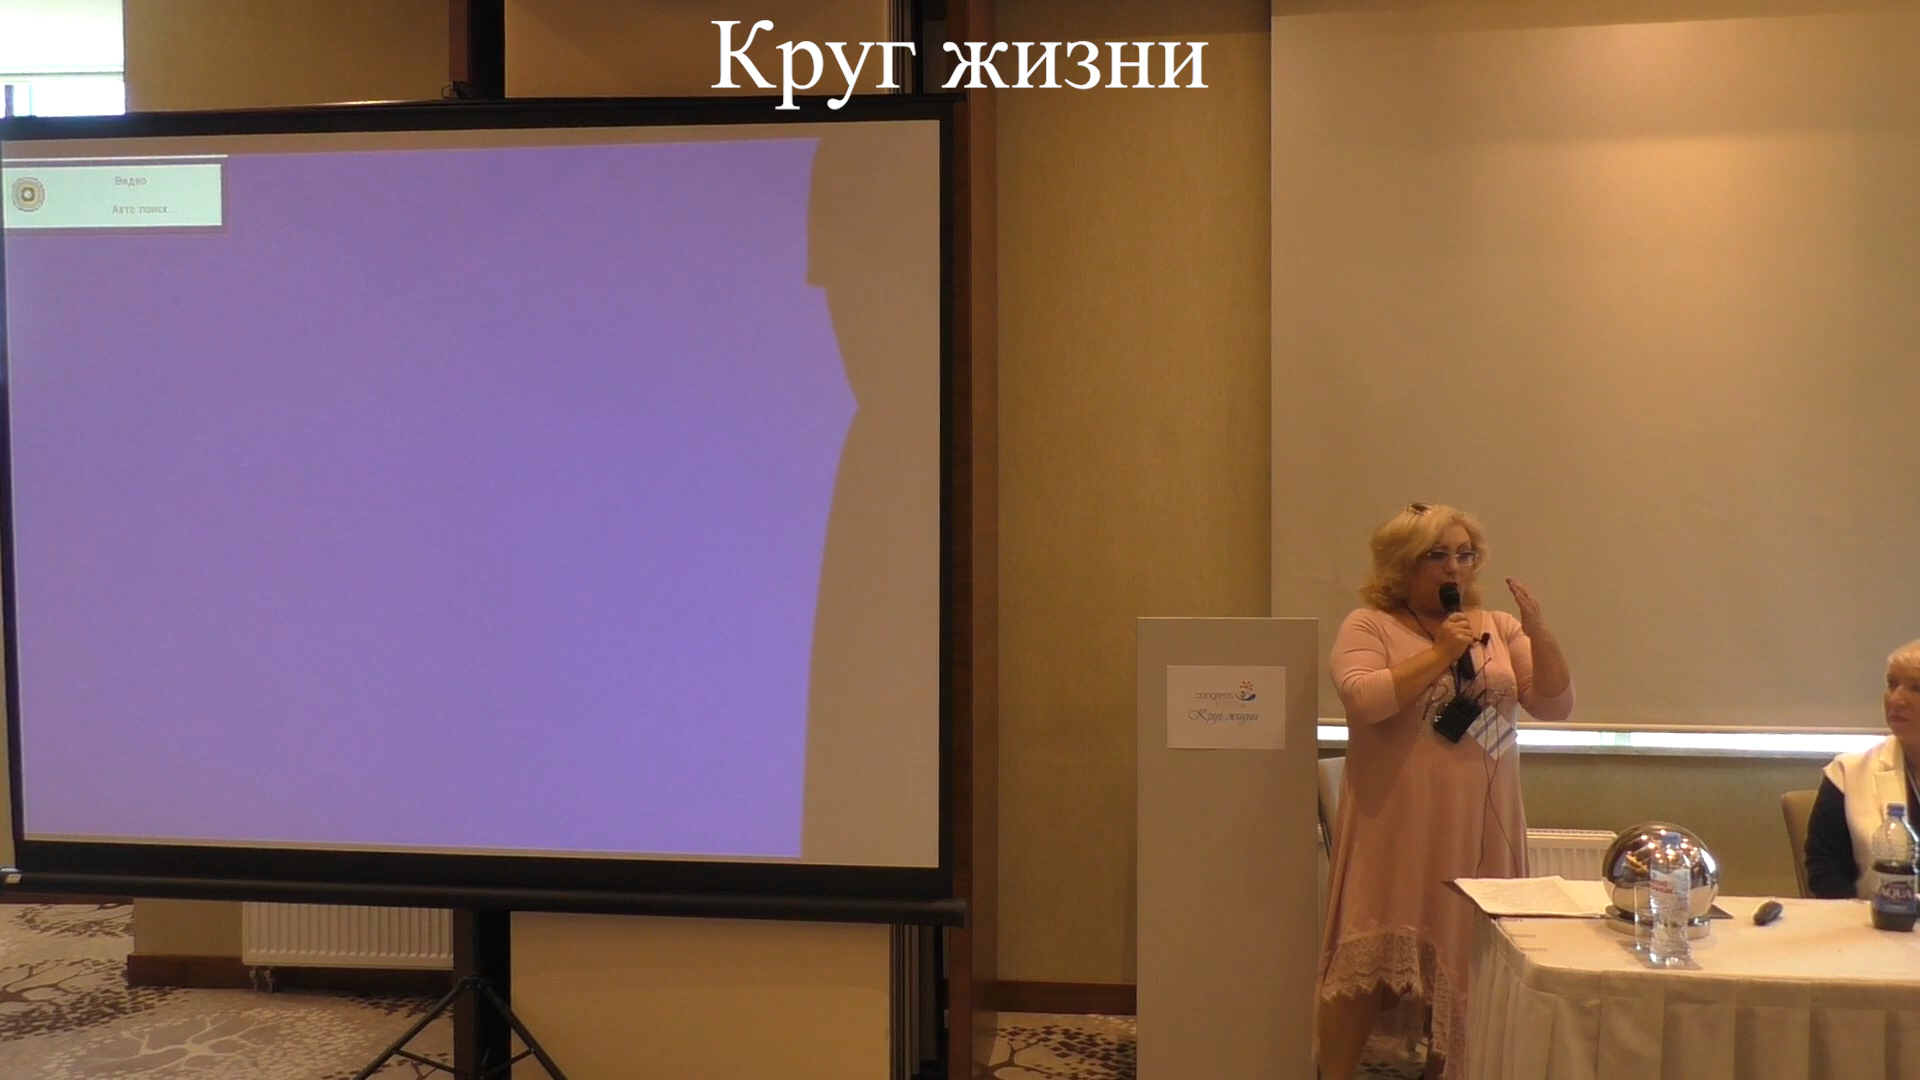 Круг жизни
Видео
Авто поиск...
congress
Круг жизни
AQUA